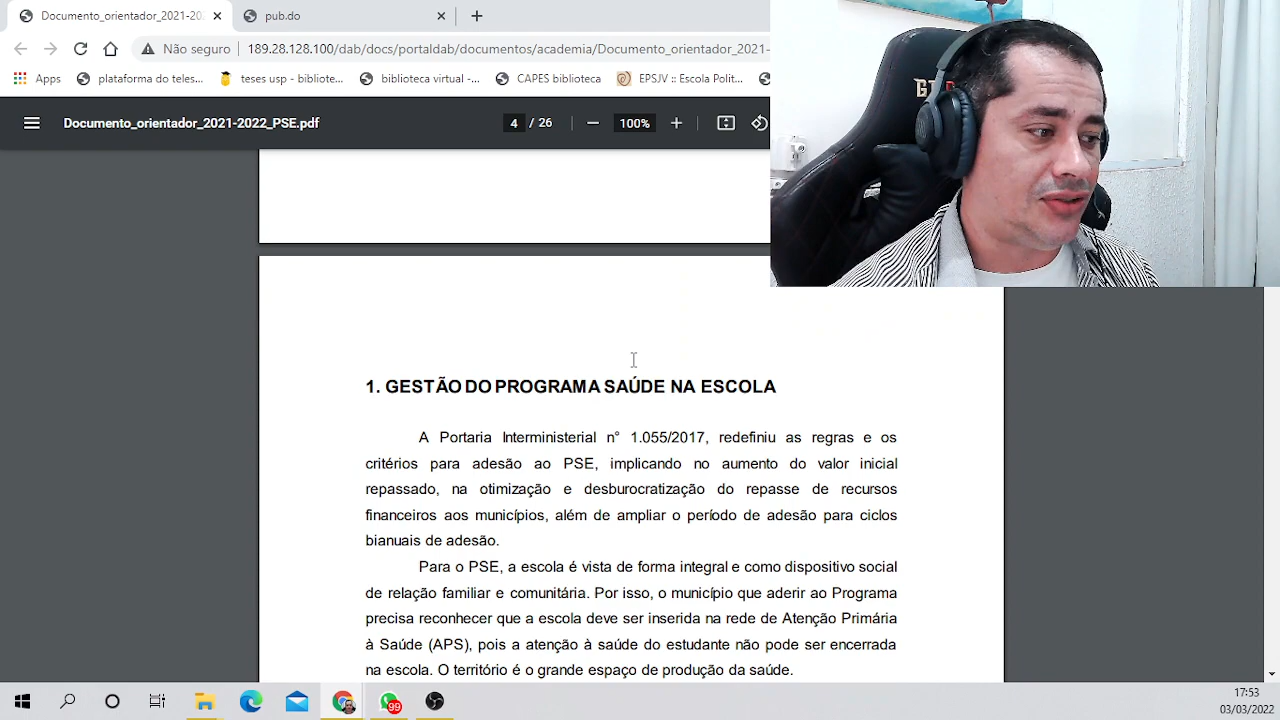 Documento_orientador_2021-202
pub.do
Não seguro
189.28.128.100/dab/docs/portaldab/documentos/academia/Documento_orientador_2021-
Apps
plataforma do teles...
teses usp - bibliote...
biblioteca virtual -...
CAPES biblioteca
EPSJV :: Escola Polit...
Documento_orientador_2021-2022_PSE.pdf
4 / 26
100%
1. GESTÃO DO PROGRAMA SAÚDE NA ESCOLA
A Portaria Interministerial n° 1.055/2017, redefiniu as regras e os
critérios para adesão ao PSE, implicando no aumento do valor inicial
repassado, na otimização e desburocratização do repasse de recursos
financeiros aos municípios, além de ampliar o período de adesão para ciclos
bianuais de adesão.
Para o PSE, a escola é vista de forma integral e como dispositivo social
de relação familiar e comunitária. Por isso, o município que aderir ao Programa
precisa reconhecer que a escola deve ser inserida na rede de Atenção Primária
à Saúde (APS), pois a atenção à saúde do estudante não pode ser encerrada
na escola. O território é o grande espaço de produção da saúde.
99
17:53
03/03/2022